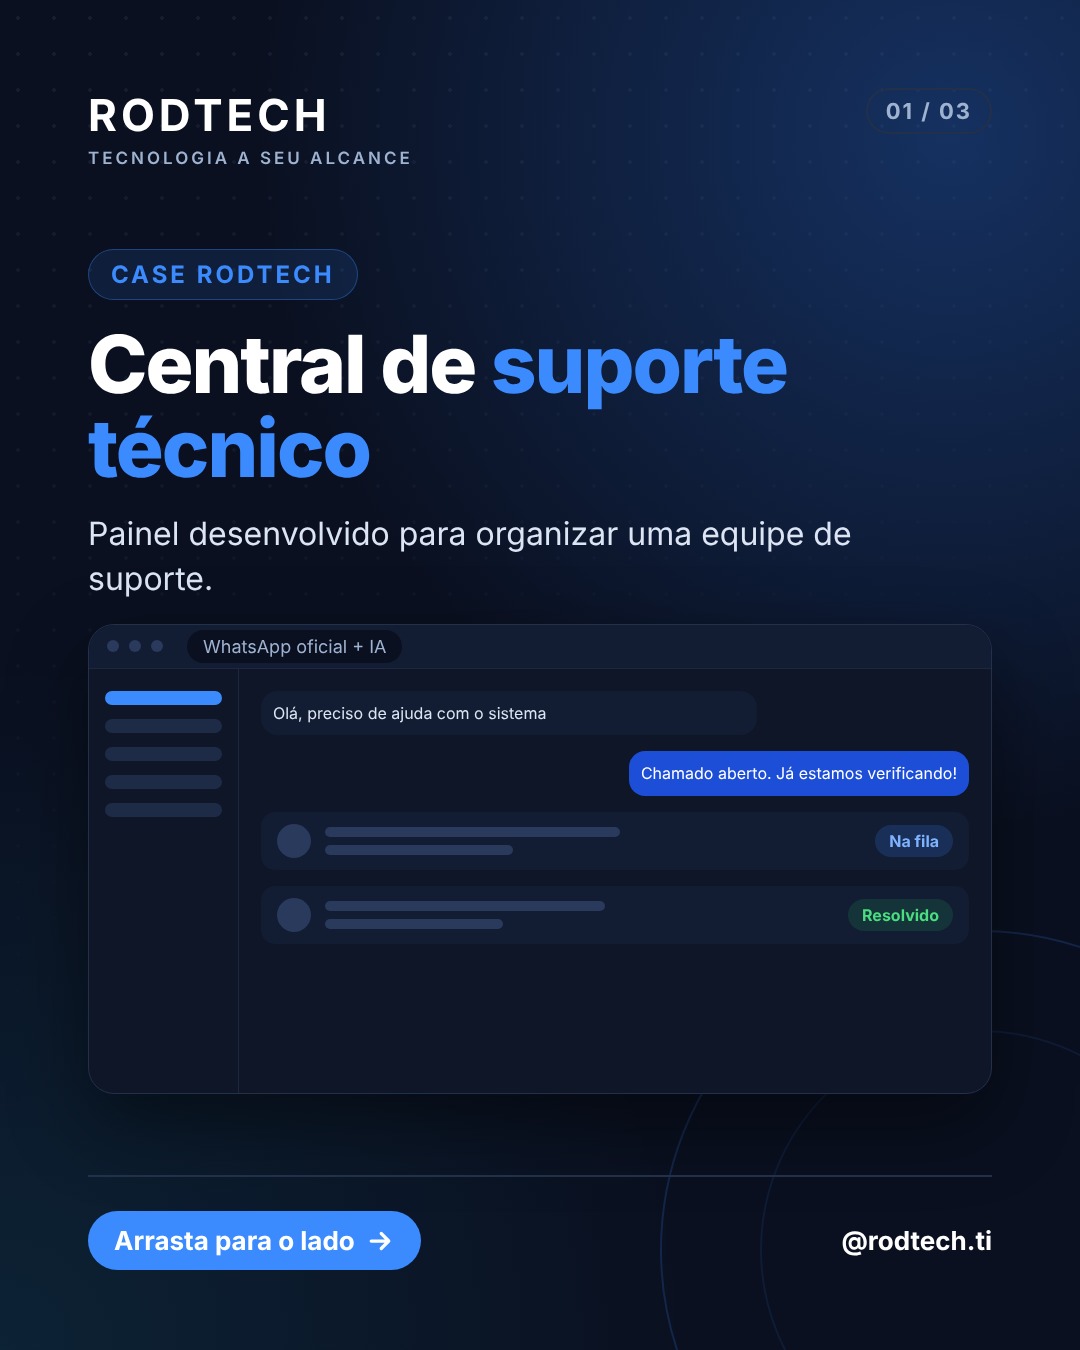 RODTECH
TECNOLOGIA A SEU ALCANCE
01 / 03
CASE RODTECH
Central de suporte
técnico
Painel desenvolvido para organizar uma equipe de
suporte.
WhatsApp oficial + IA
Olá, preciso de ajuda com o sistema
Chamado aberto. Já estamos verificando!
Na fila
Resolvido
Arrasta para o lado →
@rodtech.ti